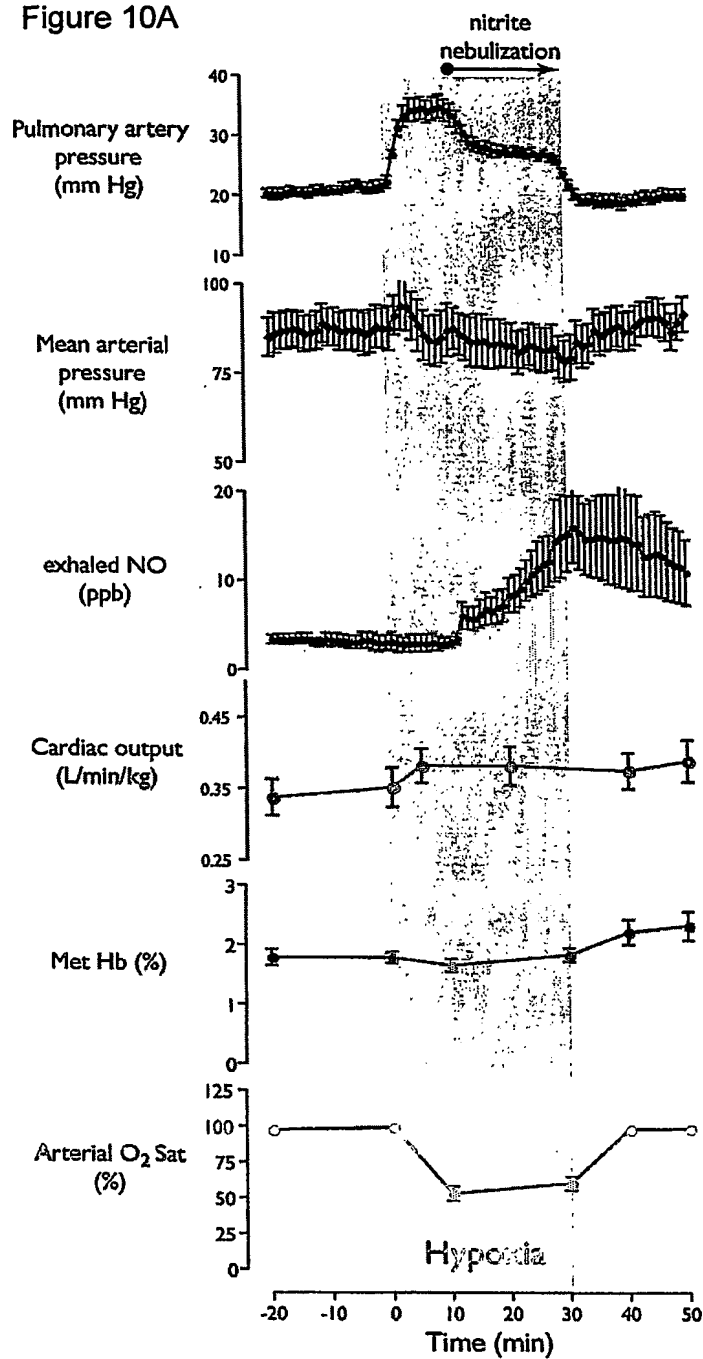 Figure 10A
nitrite
nebulization
Pulmonary artery
pressure
(mm Hg)
40
30
20
10
Mean arterial
pressure
(mm Hg)
100
75
50
exhaled NO
(ppb)
20
10
0
Cardiac output
(L/min/kg)
0.45
0.35
0.25
Met Hb (%)
3
2
1
0
Arterial O2 Sat
(%)
125
100
75
50
25
0
Hypoxia
-20 -10 0 10 20 30 40 50
Time (min)